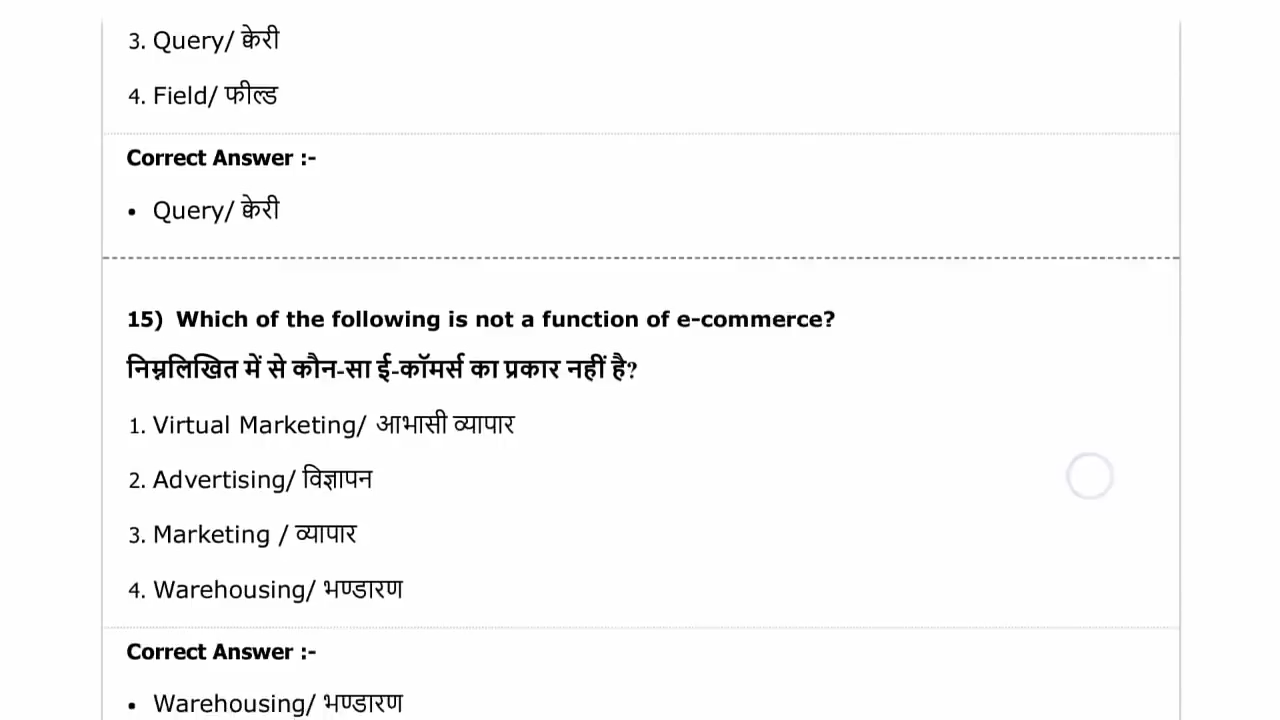 3. Query/ क्वेरी
4. Field/ फील्ड
Correct Answer :-
• Query/ क्वेरी
15) Which of the following is not a function of e-commerce?
निम्नलिखित में से कौन-सा ई-कॉमर्स का प्रकार नहीं है?
1. Virtual Marketing/ आभासी व्यापार
2. Advertising/ विज्ञापन
3. Marketing / व्यापार
4. Warehousing/ भण्डारण
Correct Answer :-
• Warehousing/ भण्डारण